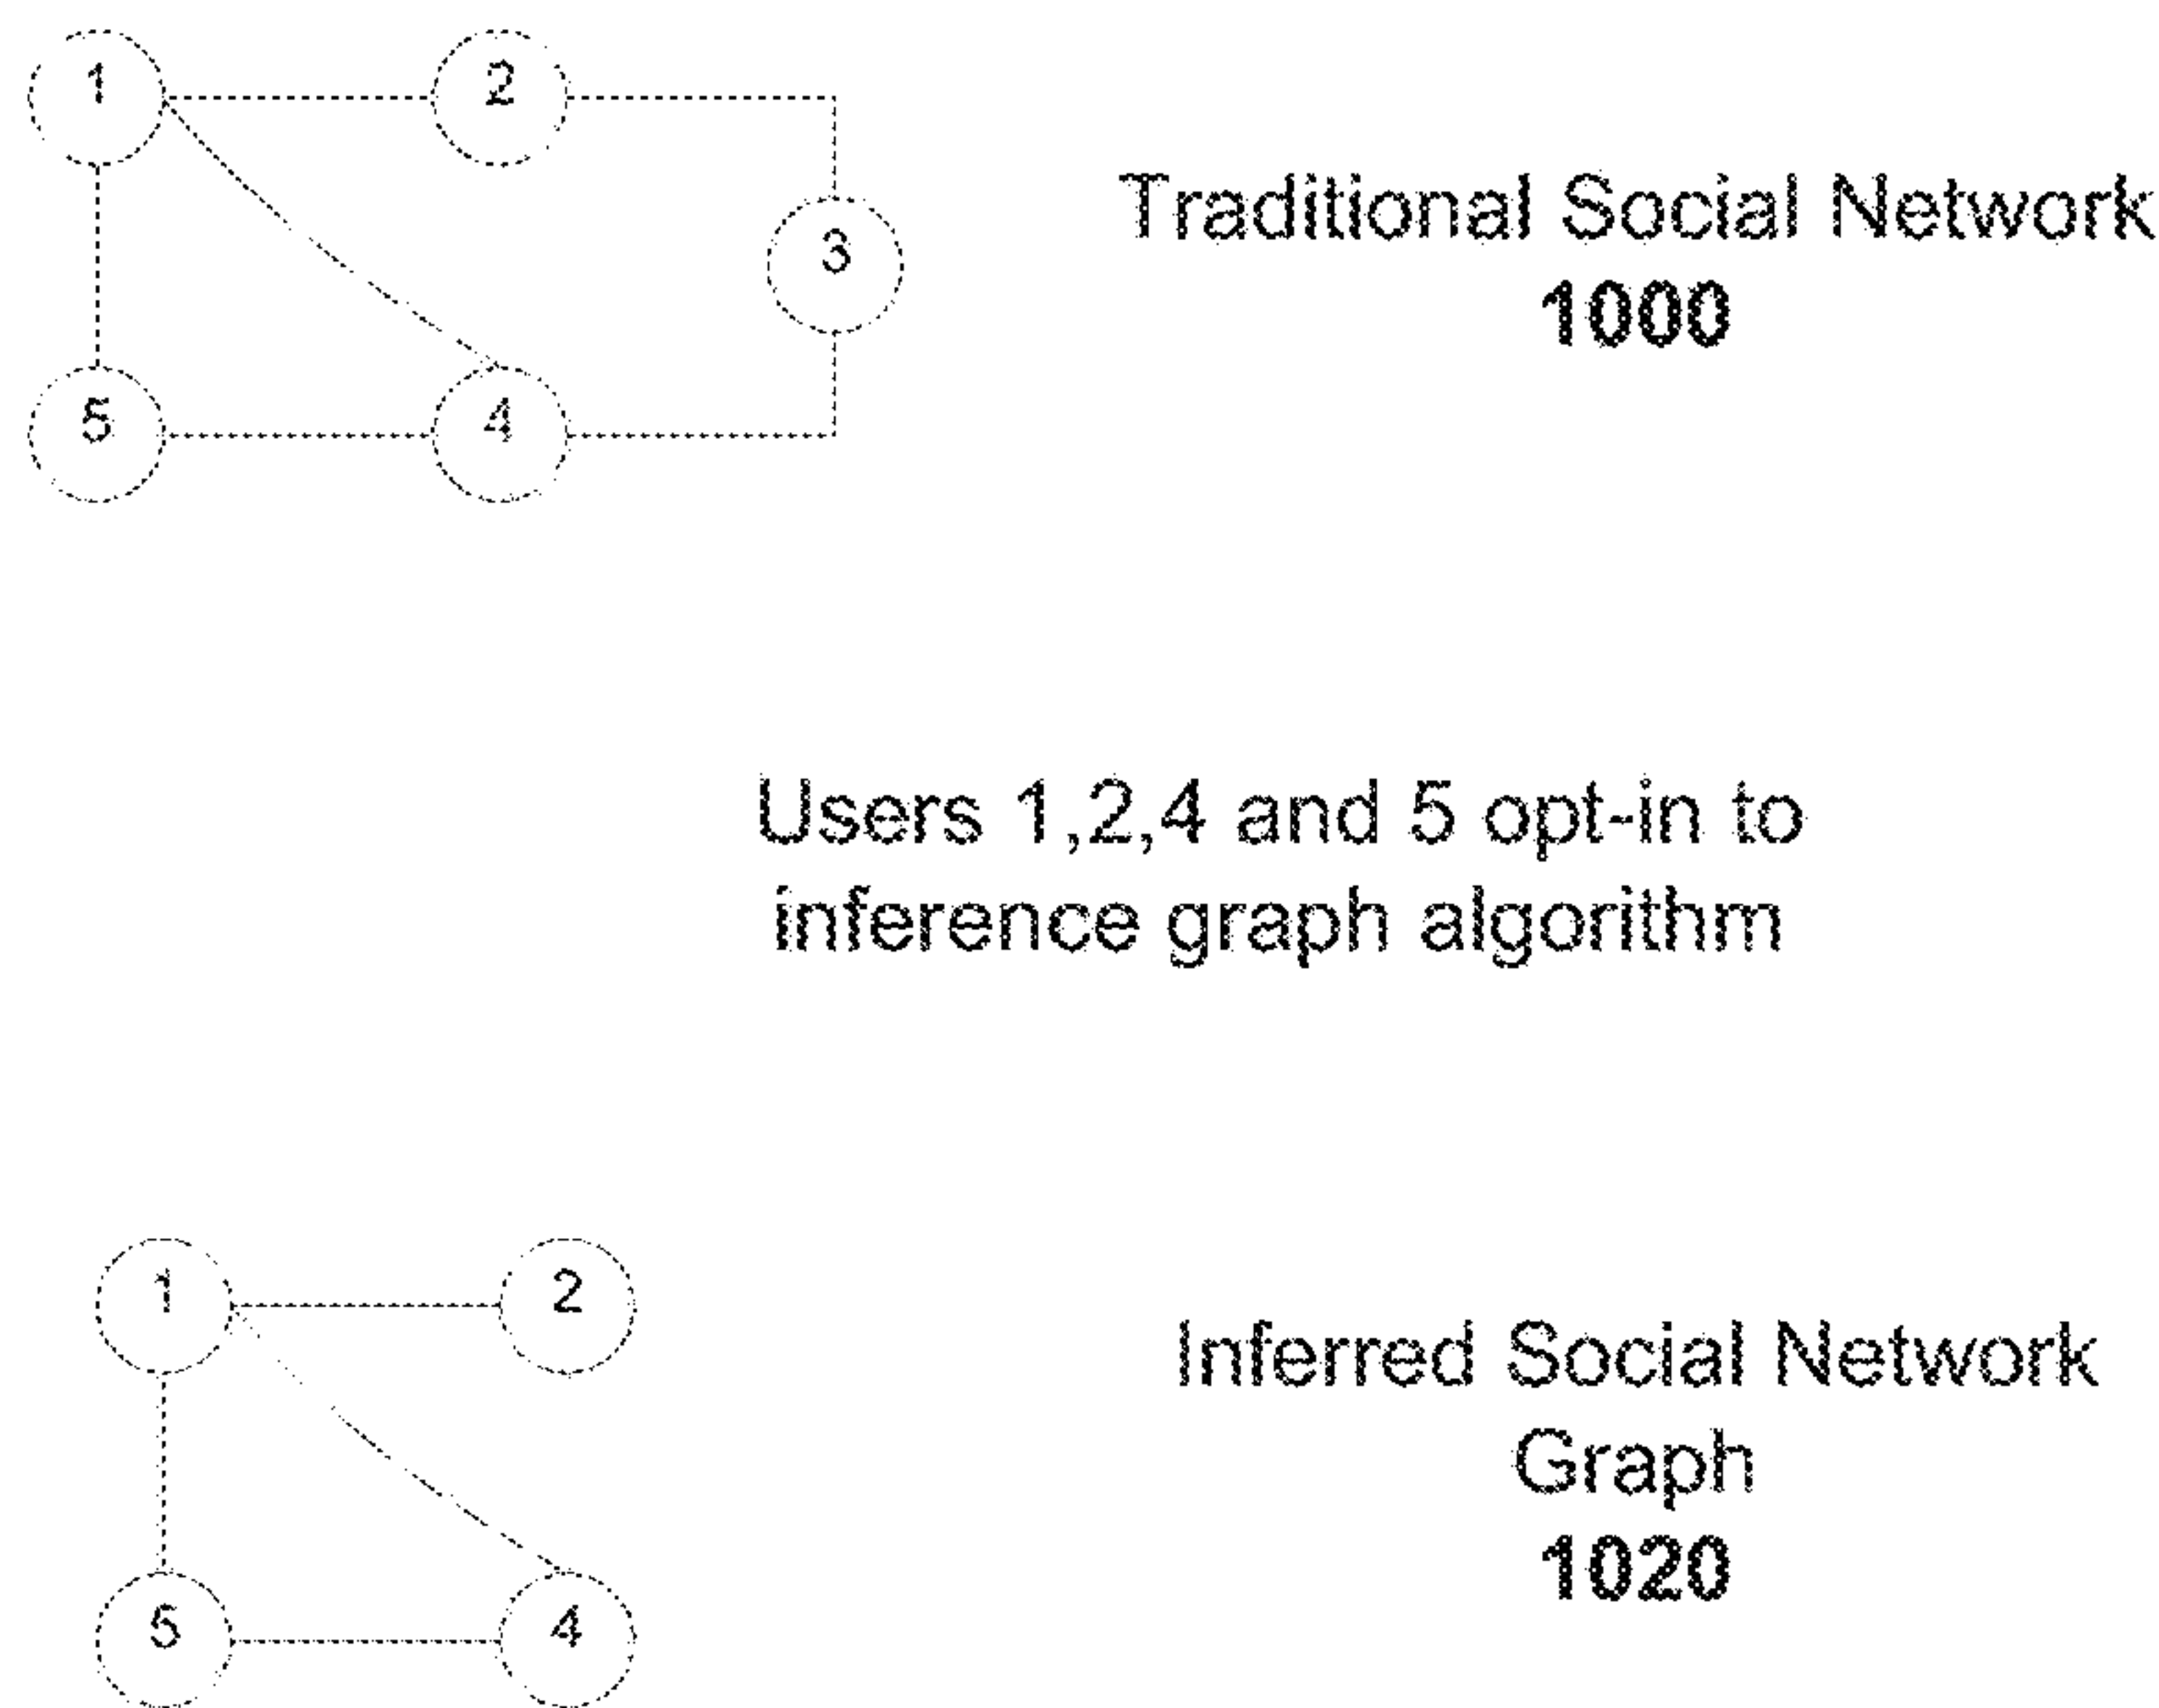 1
2
3
Traditional Social Network
1000
5
4
Users 1,2,4 and 5 opt-in to
inference graph algorithm
1
2
Inferred Social Network
Graph
1020
5
4